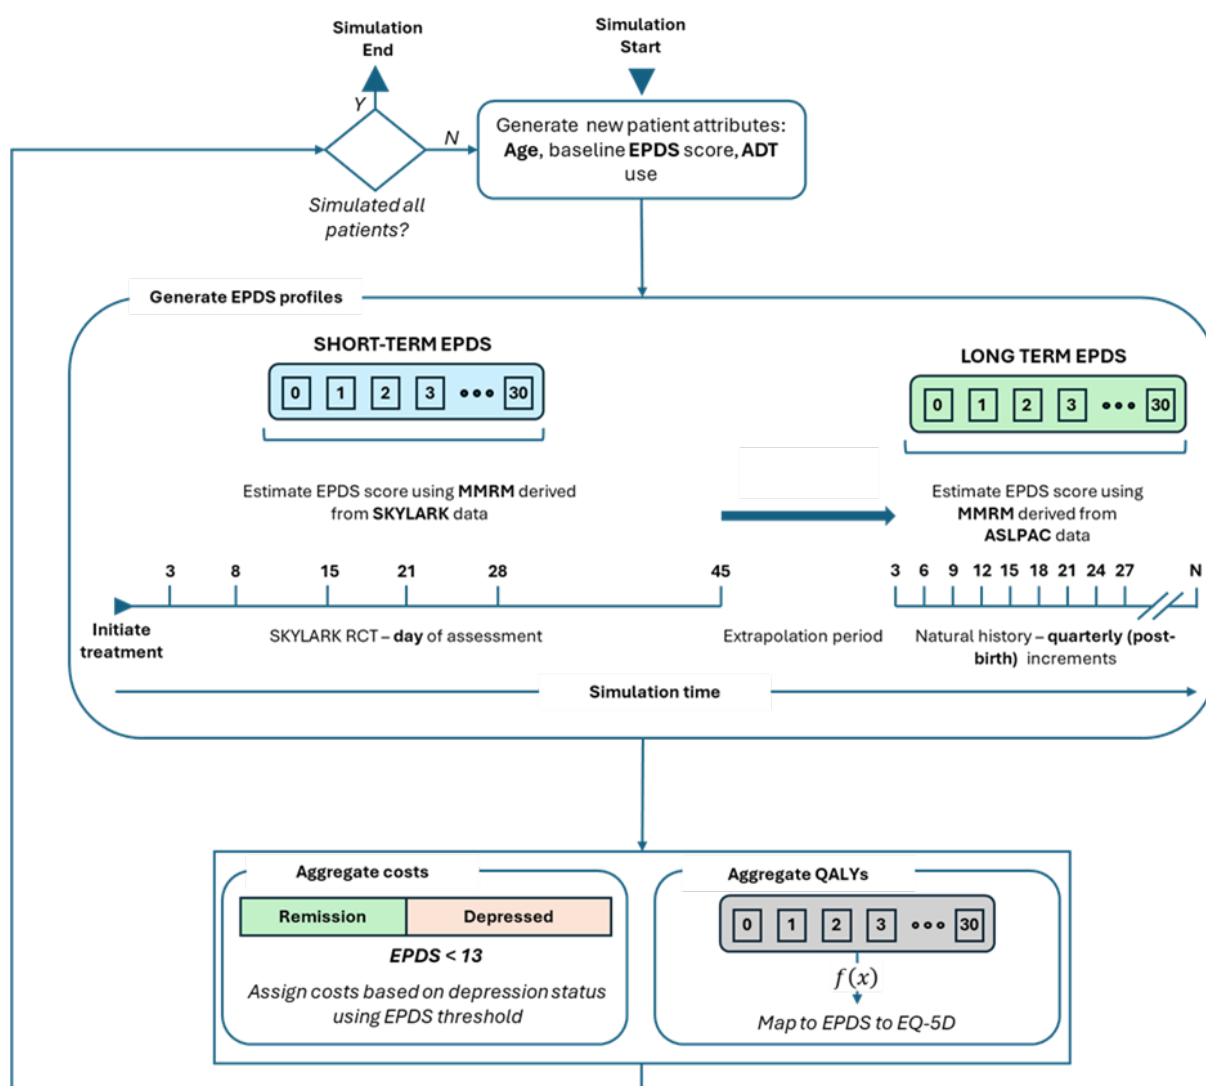 Simulation
End
Simulation
Start
Y
N
Generate new patient attributes:
Age, baseline EPDS score, ADT
use
Simulated all
patients?
Generate EPDS profiles
SHORT-TERM EPDS
0 1 2 3 ∘∘∘ 30
LONG TERM EPDS
0 1 2 3 ∘∘∘ 30
Estimate EPDS score using MMRM derived
from SKYLARK data
Estimate EPDS score using
MMRM derived from
ASLPAC data
3 8 15 21 28 45
3 6 9 12 15 18 21 24 27 N
Initiate
treatment
SKYLARK RCT – day of assessment
Extrapolation period
Natural history – quarterly (post-
birth) increments
Simulation time
Aggregate costs
Remission Depressed
EPDS < 13
Assign costs based on depression status
using EPDS threshold
Aggregate QALYs
0 1 2 3 ∘∘∘ 30
f(x)
Map to EPDS to EQ-5D